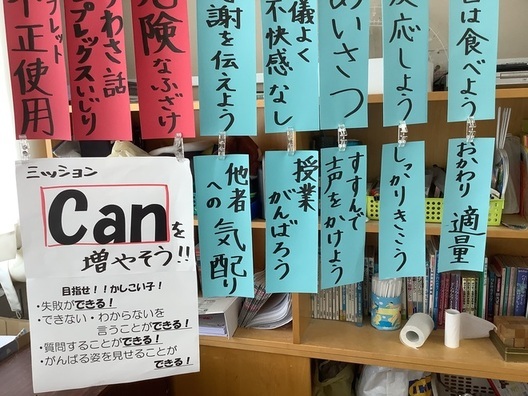 は食べよう
反応しよう
あいさつ
儀よく
不快感なし
謝を伝えよう
危険なふざけ
うわさ話
プレックスいじり
ブレット
不正使用
おかわり
適量
しっかりきこう
すすんで
声をかけよう
授業
がんばろう
他者
への 気配り
ミッション
Canを
増やそう!!
目指せ!!かしこい子!
・失敗ができる!
・できない・わからないを
言うことができる!
・質問することができる!
・がんばる姿を見せることが
できる!